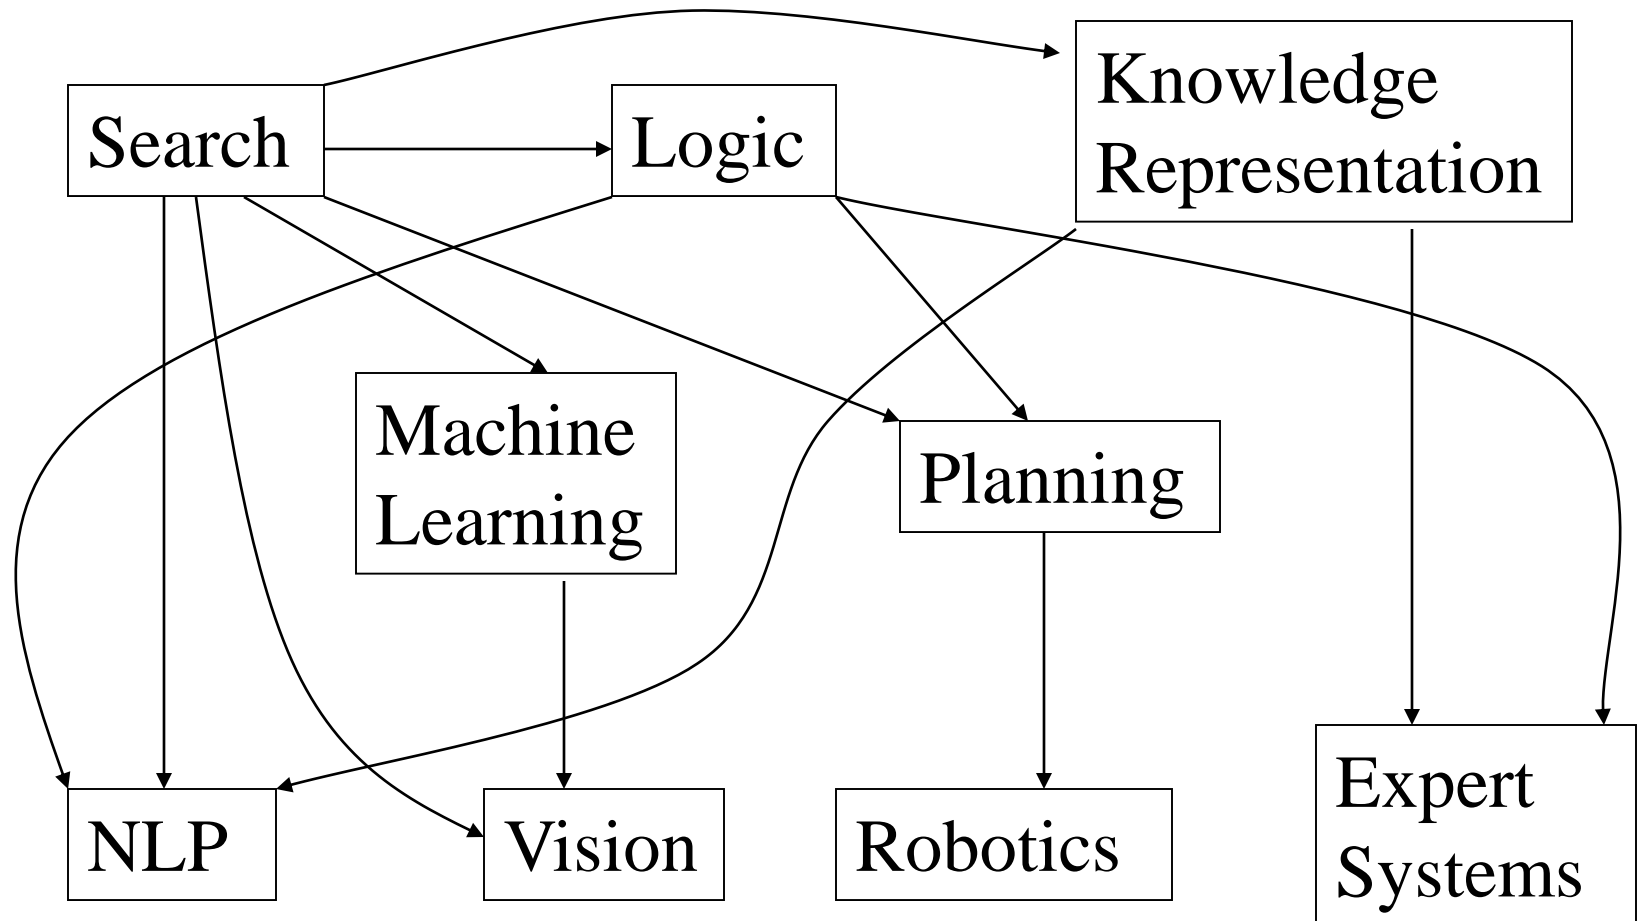 Search
Logic
Knowledge
Representation
Machine
Learning
Planning
NLP
Vision
Robotics
Expert
Systems